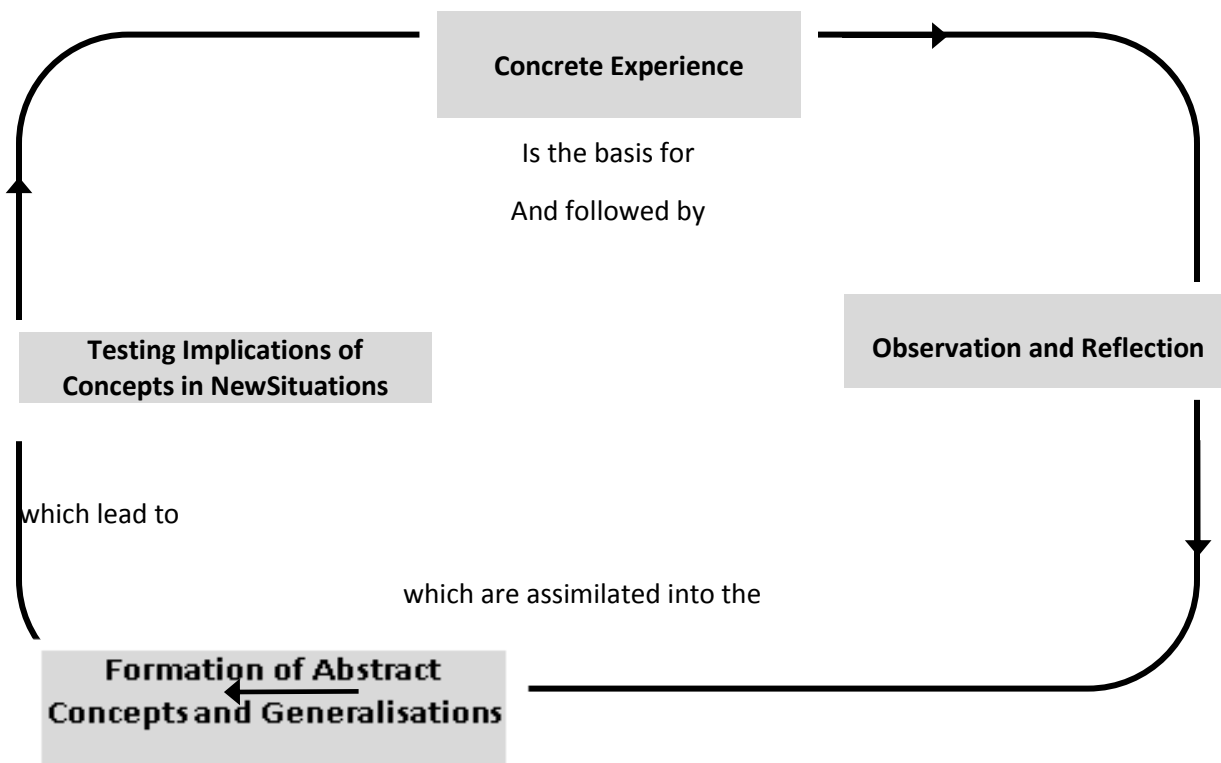 Concrete Experience
Is the basis for
And followed by
Testing Implications of
Concepts in NewSituations
Observation and Reflection
which lead to
which are assimilated into the
Formation of Abstract
Concepts and Generalisations